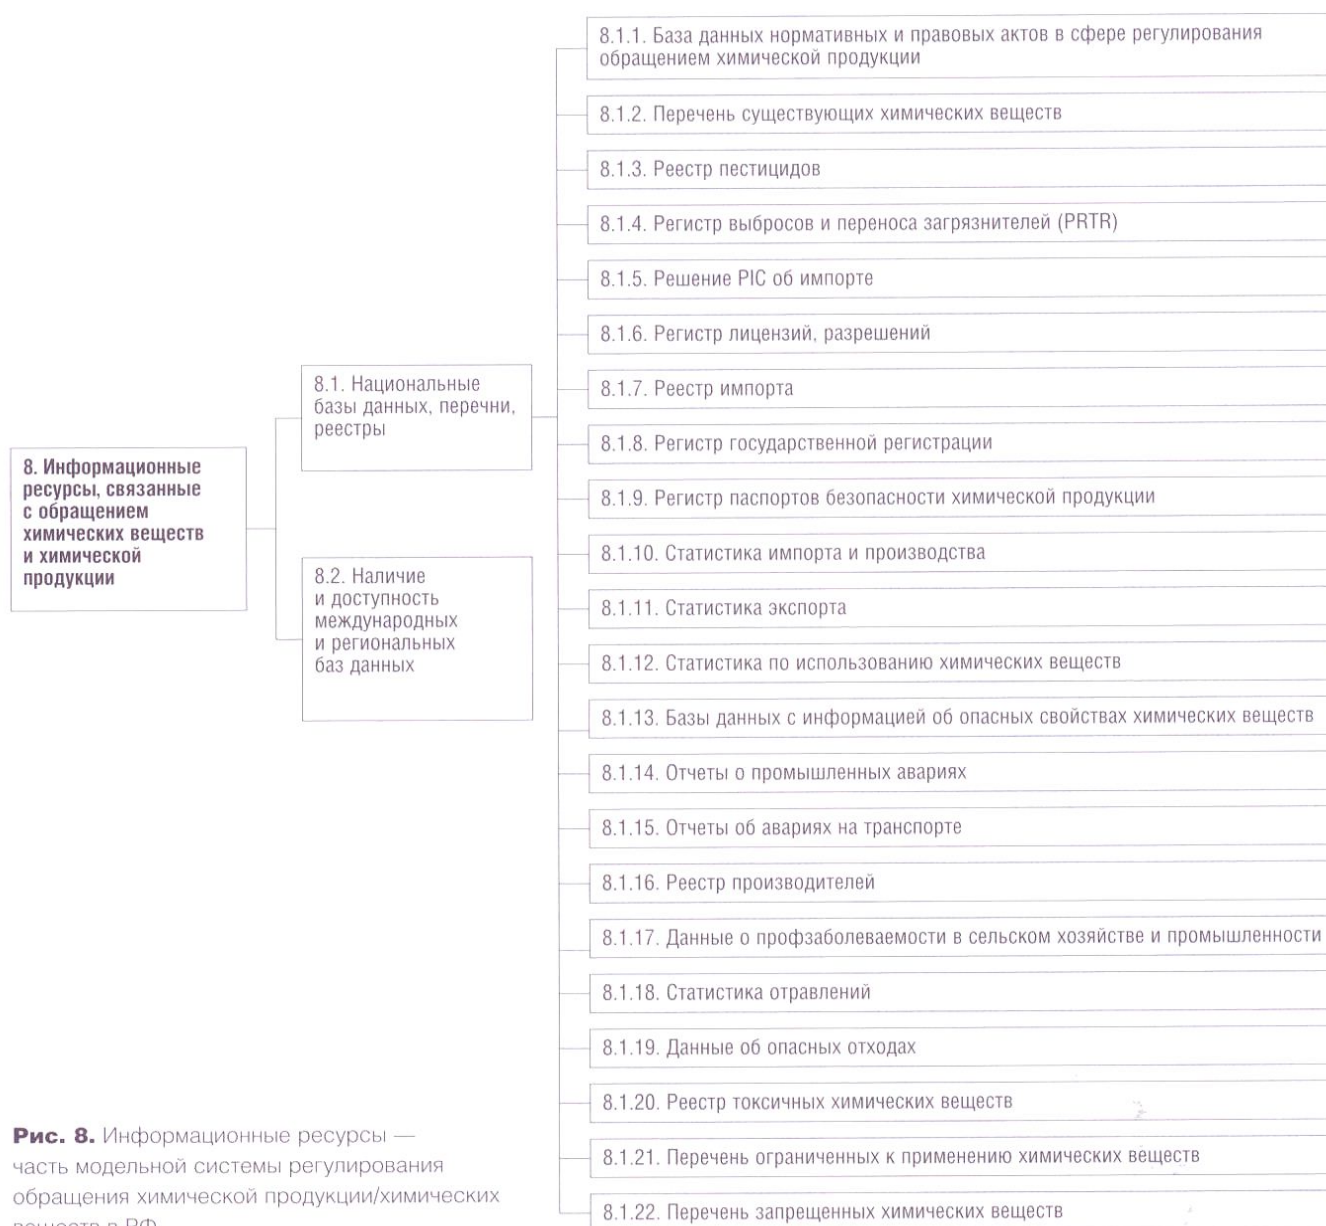 8. Информационные
ресурсы, связанные
с обращением
химических веществ
и химической
продукции
8.1. Национальные
базы данных, перечни,
реестры
8.2. Наличие
и доступность
международных
и региональных
баз данных
8.1.1. База данных нормативных и правовых актов в сфере регулирования
обращением химической продукции
8.1.2. Перечень существующих химических веществ
8.1.3. Реестр пестицидов
8.1.4. Регистр выбросов и переноса загрязнителей (PRTR)
8.1.5. Решение PIC об импорте
8.1.6. Регистр лицензий, разрешений
8.1.7. Реестр импорта
8.1.8. Регистр государственной регистрации
8.1.9. Регистр паспортов безопасности химической продукции
8.1.10. Статистика импорта и производства
8.1.11. Статистика экспорта
8.1.12. Статистика по использованию химических веществ
8.1.13. Базы данных с информацией об опасных свойствах химических веществ
8.1.14. Отчеты о промышленных авариях
8.1.15. Отчеты об авариях на транспорте
8.1.16. Реестр производителей
8.1.17. Данные о профзаболеваемости в сельском хозяйстве и промышленности
8.1.18. Статистика отравлений
8.1.19. Данные об опасных отходах
8.1.20. Реестр токсичных химических веществ
8.1.21. Перечень ограниченных к применению химических веществ
8.1.22. Перечень запрещенных химических веществ
Рис. 8. Информационные ресурсы —
часть модельной системы регулирования
обращения химической продукции/химических
веществ в РФ